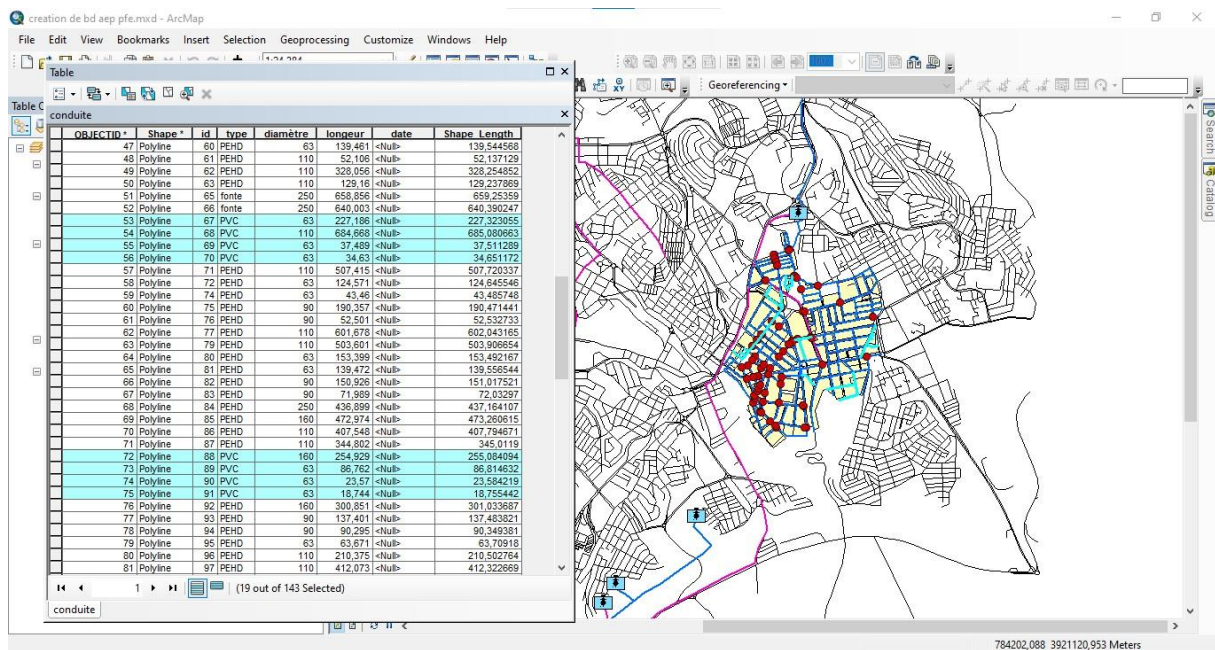 creation de bd aep pfe.mxd - ArcMap
File Edit View Bookmarks Insert Selection Geoprocessing Customize Windows Help
Table
Georeferencing
conduite
OBJECTID * Shape * id type diamètre longeur date Shape_Length
47 Polyline 60 PEHD 63 139,461 <Null> 139,544568
48 Polyline 61 PEHD 110 52,106 <Null> 52,137129
49 Polyline 62 PEHD 110 328,056 <Null> 328,254852
50 Polyline 63 PEHD 110 129,16 <Null> 129,237869
51 Polyline 65 fonte 250 658,856 <Null> 659,25359
52 Polyline 66 fonte 250 640,003 <Null> 640,390247
53 Polyline 67 PVC 63 227,186 <Null> 227,323055
54 Polyline 68 PVC 110 684,668 <Null> 685,080663
55 Polyline 69 PVC 63 37,489 <Null> 37,511289
56 Polyline 70 PVC 63 34,63 <Null> 34,651172
57 Polyline 71 PEHD 110 507,415 <Null> 507,720337
58 Polyline 72 PEHD 63 124,571 <Null> 124,645546
59 Polyline 74 PEHD 63 43,46 <Null> 43,485748
60 Polyline 75 PEHD 90 190,357 <Null> 190,471441
61 Polyline 76 PEHD 90 52,501 <Null> 52,532733
62 Polyline 77 PEHD 110 601,678 <Null> 602,043165
63 Polyline 79 PEHD 110 503,601 <Null> 503,906654
64 Polyline 80 PEHD 63 153,399 <Null> 153,492167
65 Polyline 81 PEHD 63 139,472 <Null> 139,556544
66 Polyline 82 PEHD 90 150,926 <Null> 151,017521
67 Polyline 83 PEHD 90 71,989 <Null> 72,03297
68 Polyline 84 PEHD 250 436,899 <Null> 437,164107
69 Polyline 85 PEHD 160 472,974 <Null> 473,260615
70 Polyline 86 PEHD 110 407,548 <Null> 407,794671
71 Polyline 87 PEHD 110 344,802 <Null> 345,0119
72 Polyline 88 PVC 160 254,929 <Null> 255,084094
73 Polyline 89 PVC 63 86,762 <Null> 86,814632
74 Polyline 90 PVC 63 23,57 <Null> 23,584219
75 Polyline 91 PVC 63 18,744 <Null> 18,755442
76 Polyline 92 PEHD 160 300,851 <Null> 301,033687
77 Polyline 93 PEHD 90 137,401 <Null> 137,483821
78 Polyline 94 PEHD 90 90,295 <Null> 90,349381
79 Polyline 95 PEHD 63 63,671 <Null> 63,70918
80 Polyline 96 PEHD 110 210,375 <Null> 210,502764
81 Polyline 97 PEHD 110 412,073 <Null> 412,322669
1 (19 out of 143 Selected)
conduite
Search
Catalog
784202,088 3921120,953 Meters